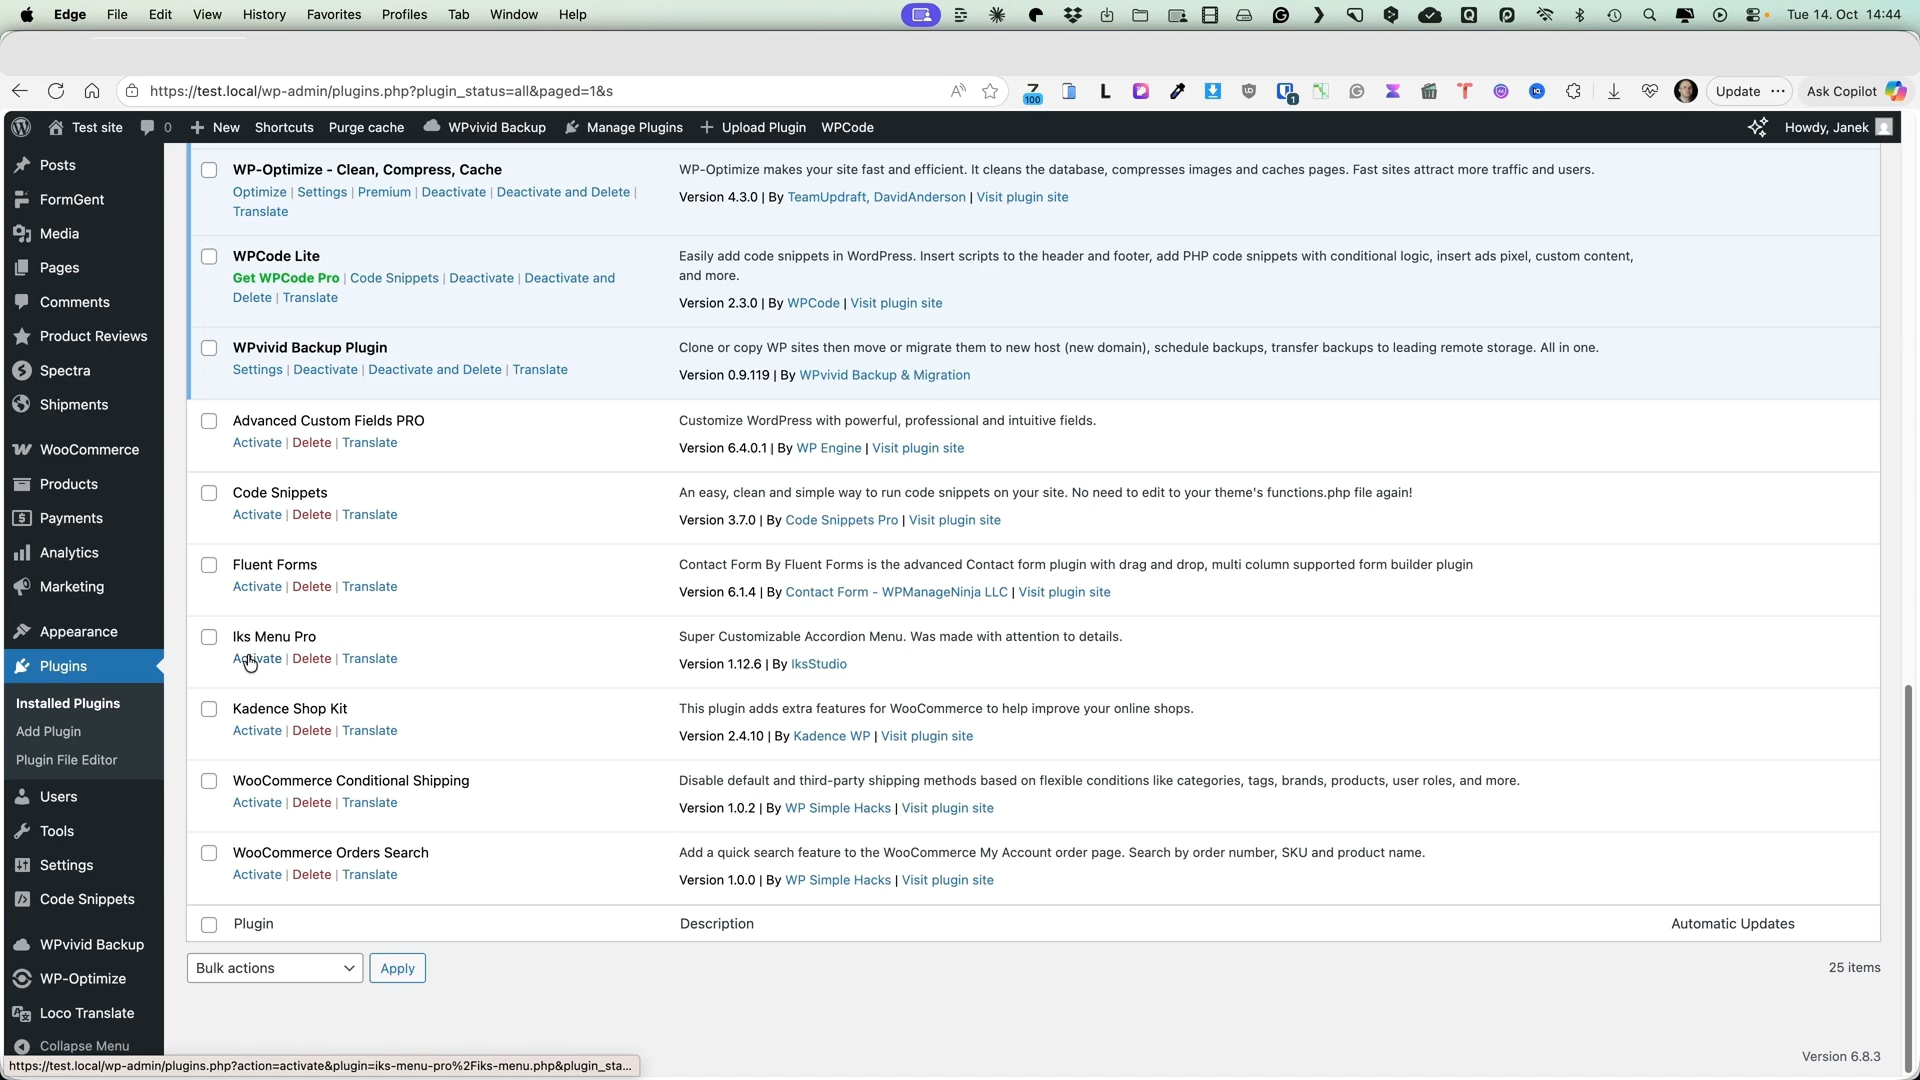 Edge File Edit View History Favorites Profiles Tab Window Help Tue 14. Oct 14:44
https://test.local/wp-admin/plugins.php?plugin_status=all&paged=1&s 100 1 Update Ask Copilot
Test site 0 New Shortcuts Purge cache WPvivid Backup Manage Plugins Upload Plugin WPCode Howdy, Janek
Posts
FormGent
Media
Pages
Comments
Product Reviews
Spectra
Shipments
WooCommerce
Products
Payments
Analytics
Marketing
Appearance
Plugins
Installed Plugins
Add Plugin
Plugin File Editor
Users
Tools
Settings
Code Snippets
WPvivid Backup
WP-Optimize
Loco Translate
Collapse Menu
WP-Optimize - Clean, Compress, Cache
Optimize | Settings | Premium | Deactivate | Deactivate and Delete |
Translate
WP-Optimize makes your site fast and efficient. It cleans the database, compresses images and caches pages. Fast sites attract more traffic and users.
Version 4.3.0 | By TeamUpdraft, DavidAnderson | Visit plugin site
WPCode Lite
Get WPCode Pro | Code Snippets | Deactivate | Deactivate and
Delete | Translate
Easily add code snippets in WordPress. Insert scripts to the header and footer, add PHP code snippets with conditional logic, insert ads pixel, custom content,
and more.
Version 2.3.0 | By WPCode | Visit plugin site
WPvivid Backup Plugin
Settings | Deactivate | Deactivate and Delete | Translate
Clone or copy WP sites then move or migrate them to new host (new domain), schedule backups, transfer backups to leading remote storage. All in one.
Version 0.9.119 | By WPvivid Backup & Migration
Advanced Custom Fields PRO
Activate | Delete | Translate
Customize WordPress with powerful, professional and intuitive fields.
Version 6.4.0.1 | By WP Engine | Visit plugin site
Code Snippets
Activate | Delete | Translate
An easy, clean and simple way to run code snippets on your site. No need to edit to your theme's functions.php file again!
Version 3.7.0 | By Code Snippets Pro | Visit plugin site
Fluent Forms
Activate | Delete | Translate
Contact Form By Fluent Forms is the advanced Contact form plugin with drag and drop, multi column supported form builder plugin
Version 6.1.4 | By Contact Form - WPManageNinja LLC | Visit plugin site
Iks Menu Pro
Activate | Delete | Translate
Super Customizable Accordion Menu. Was made with attention to details.
Version 1.12.6 | By IksStudio
Kadence Shop Kit
Activate | Delete | Translate
This plugin adds extra features for WooCommerce to help improve your online shops.
Version 2.4.10 | By Kadence WP | Visit plugin site
WooCommerce Conditional Shipping
Activate | Delete | Translate
Disable default and third-party shipping methods based on flexible conditions like categories, tags, brands, products, user roles, and more.
Version 1.0.2 | By WP Simple Hacks | Visit plugin site
WooCommerce Orders Search
Activate | Delete | Translate
Add a quick search feature to the WooCommerce My Account order page. Search by order number, SKU and product name.
Version 1.0.0 | By WP Simple Hacks | Visit plugin site
Plugin Description Automatic Updates
Bulk actions Apply 25 items
Version 6.8.3
https://test.local/wp-admin/plugins.php?action=activate&plugin=iks-menu-pro%2Fiks-menu.php&plugin_sta...